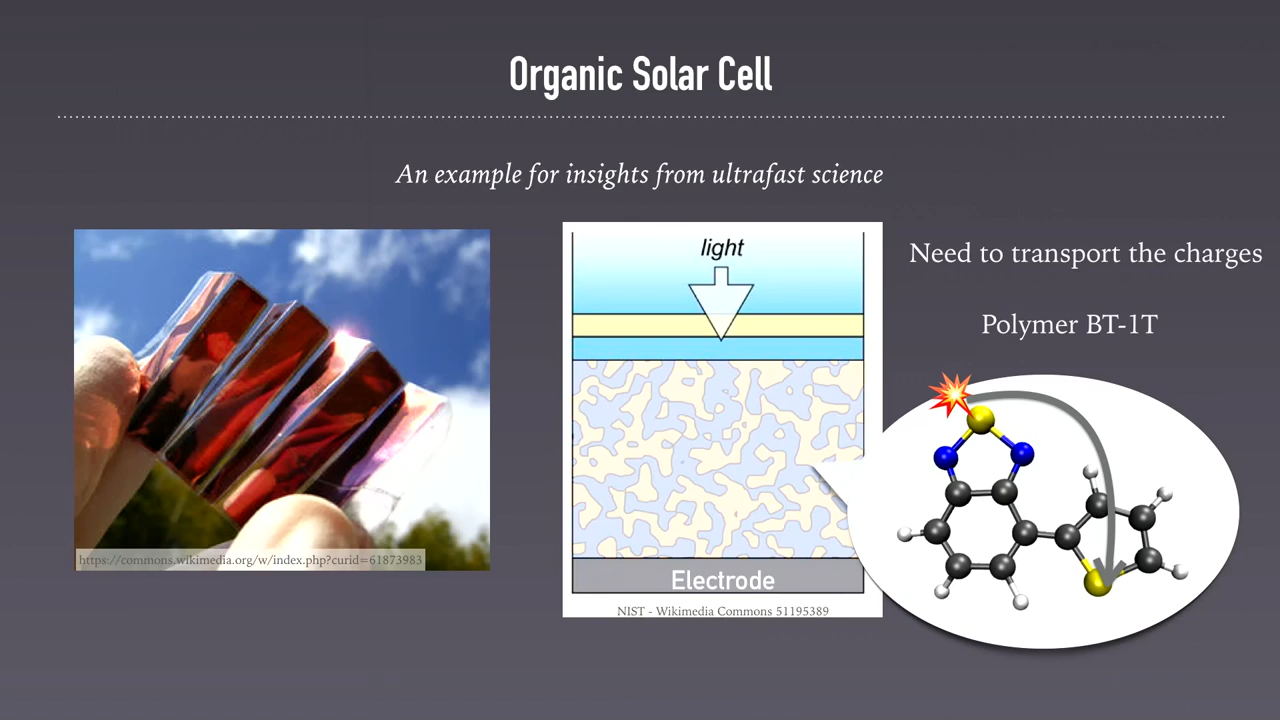 Organic Solar Cell
An example for insights from ultrafast science
light
Need to transport the charges
Polymer BT-1T
https://commons.wikimedia.org/w/index.php?curid=61873983
Electrode
NIST - Wikimedia Commons 51195389